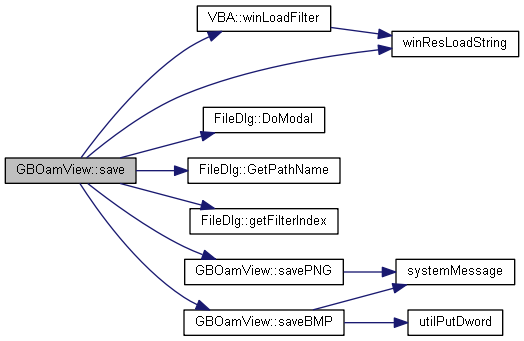 VBA::winLoadFilter
winResLoadString
FileDlg::DoModal
GBOamView::save
FileDlg::GetPathName
FileDlg::getFilterIndex
GBOamView::savePNG
systemMessage
GBOamView::saveBMP
utilPutDword